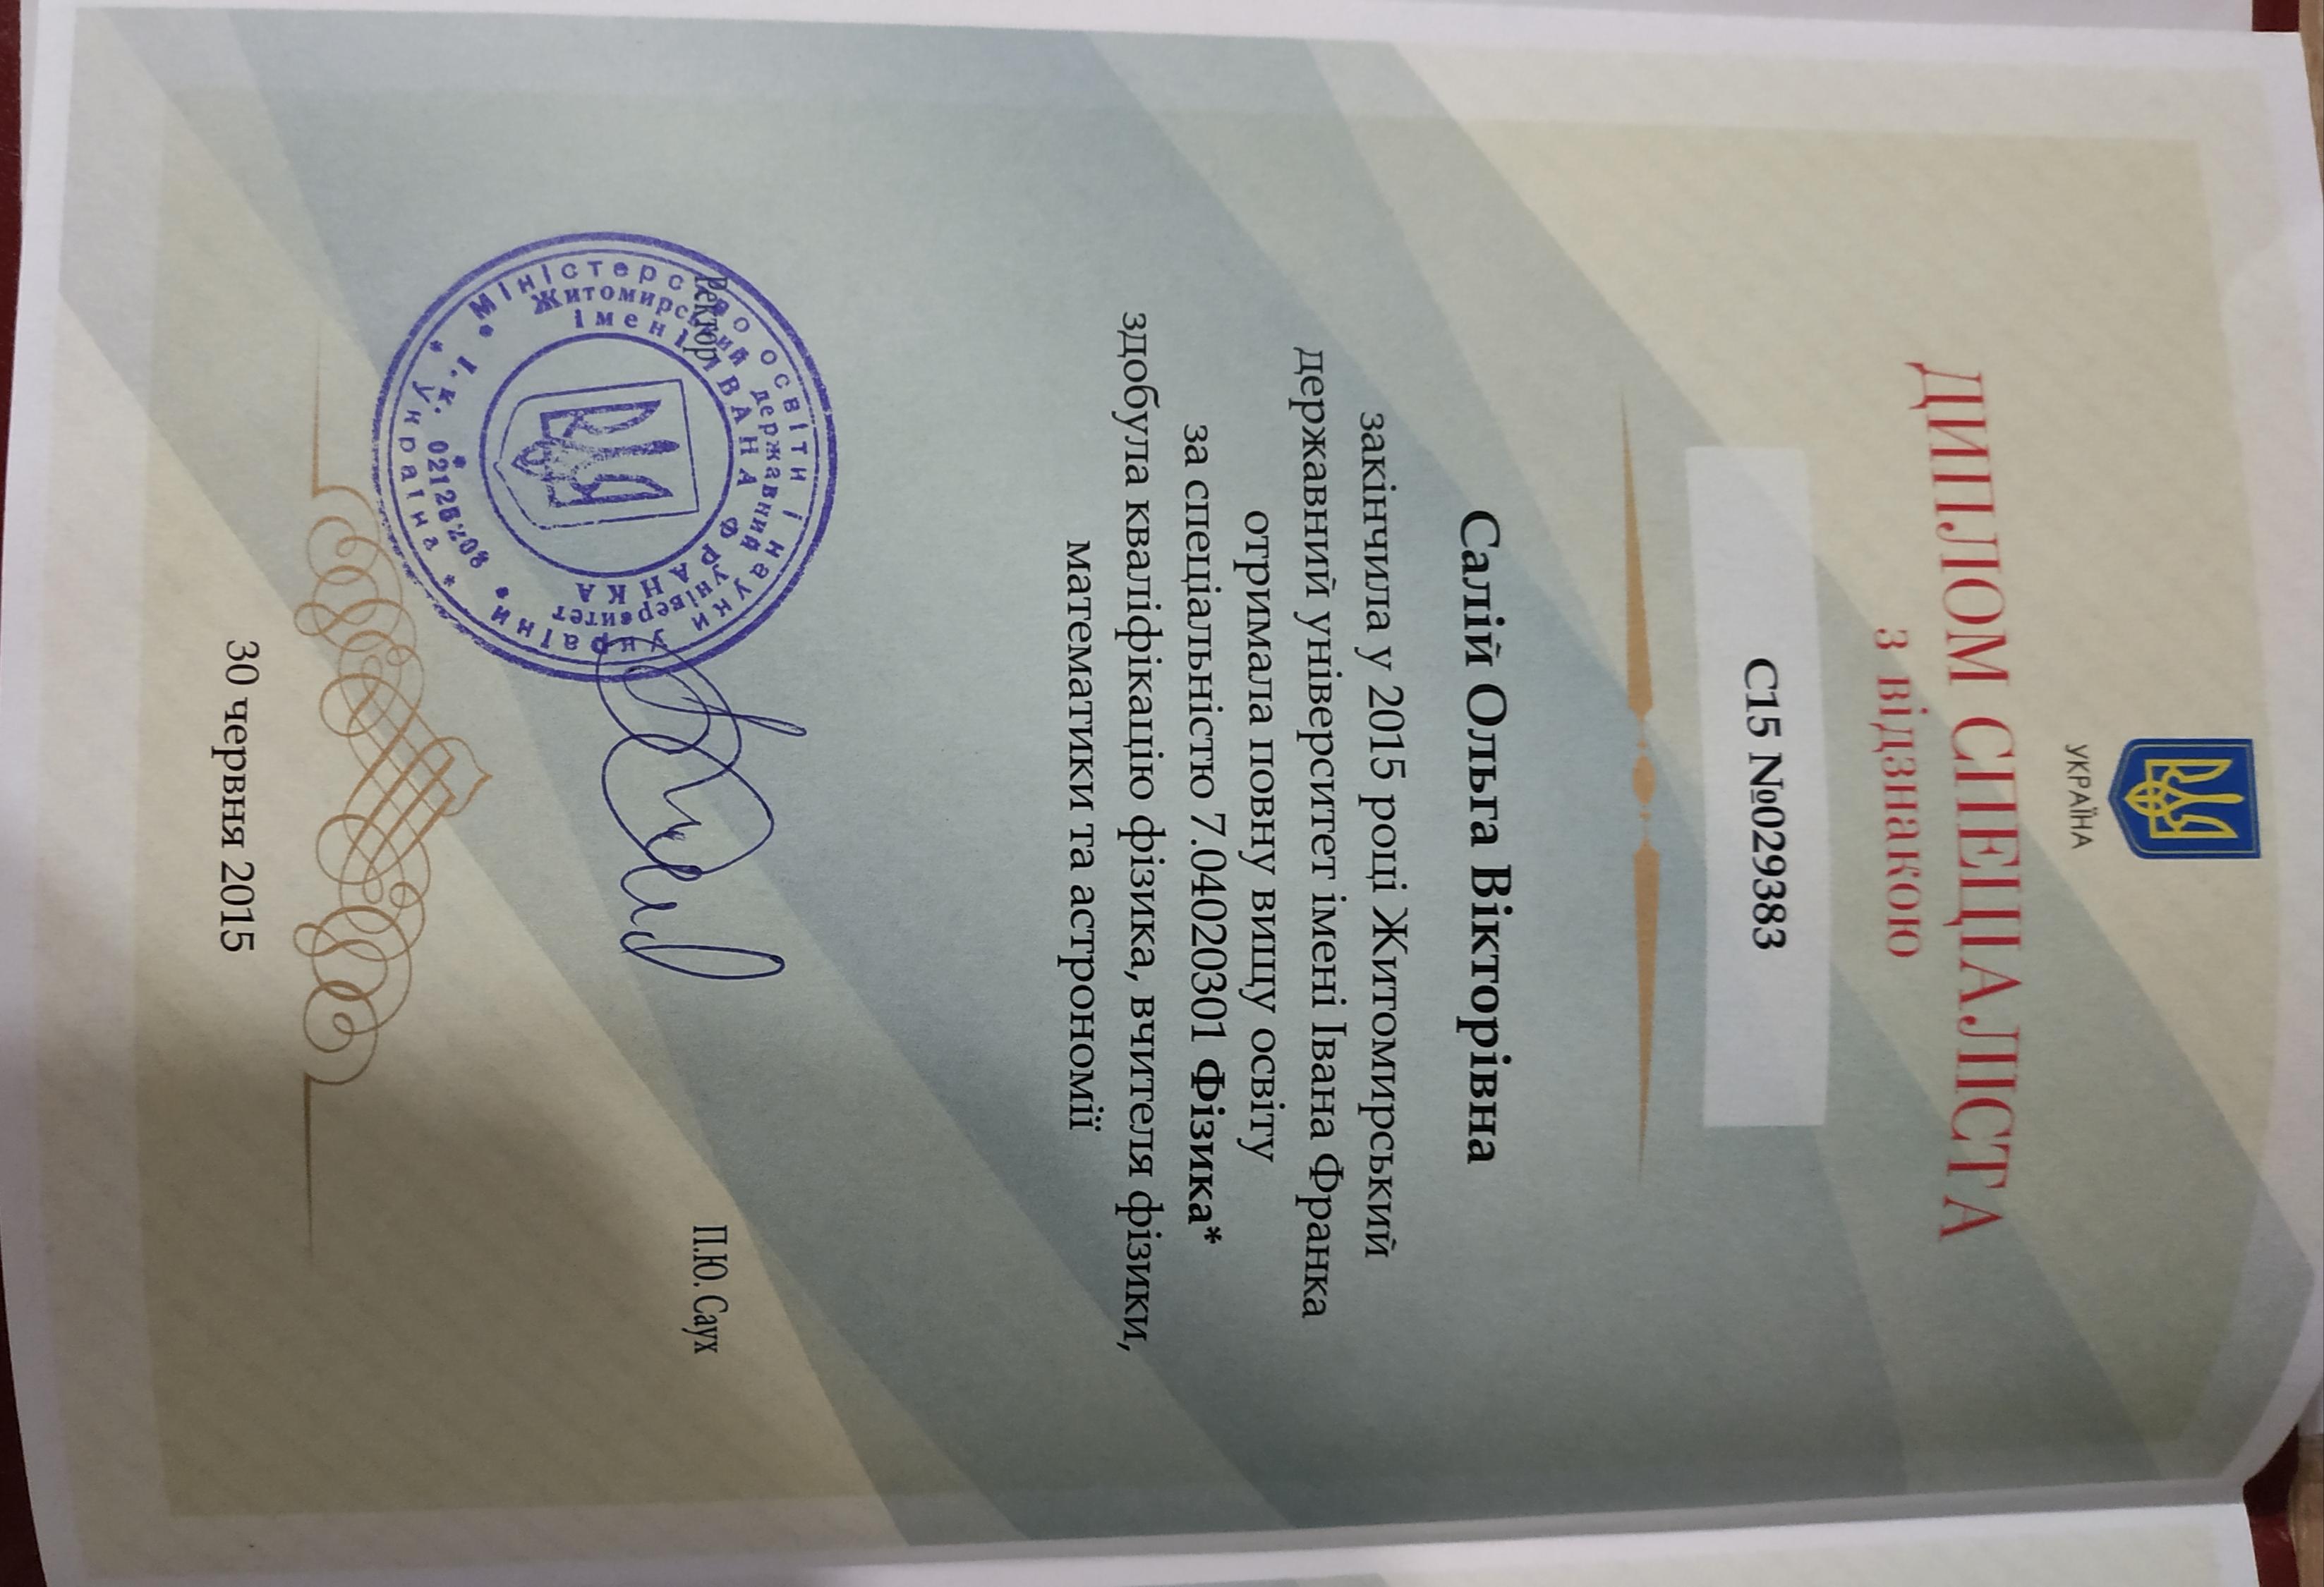 УКРАЇНА
ДИПЛОМ СПЕЦІАЛІСТА
з відзнакою
С15 №029383
Салій Ольга Вікторівна
закінчила у 2015 році Житомирський
державний університет імені Івана Франка
отримала повну вищу освіту
за спеціальністю 7.04020301 Фізика*
здобула кваліфікацію фізика, вчителя фізики,
математики та астрономії
Ректор
П.Ю. Саух
Міністерство освіти і науки України
Житомирський державний університет
імені ІВАНА ФРАНКА
Україна
30 червня 2015